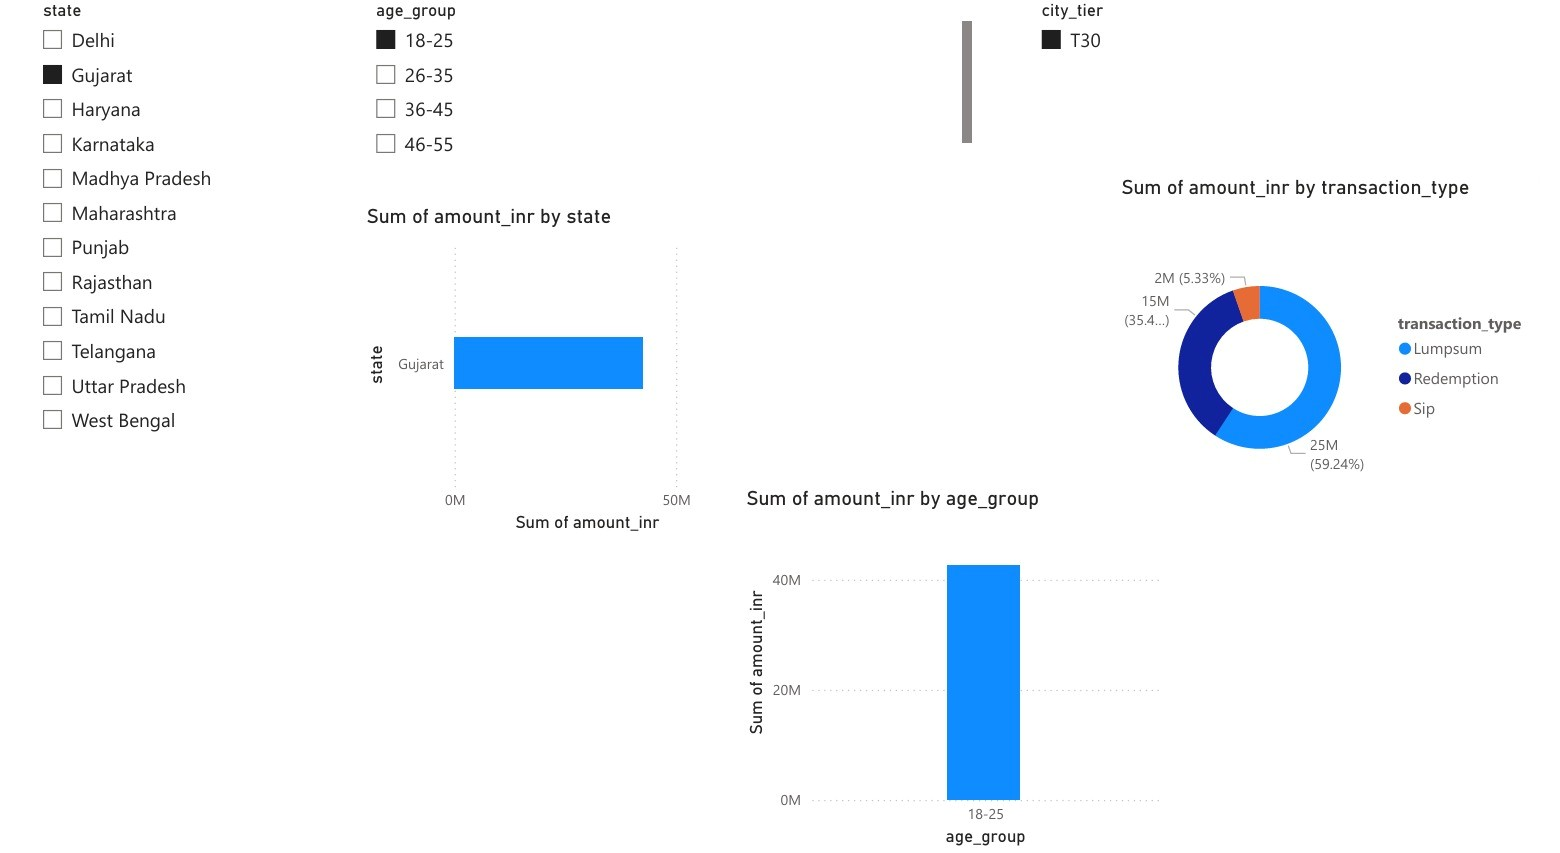 state
Delhi
Gujarat
Haryana
Karnataka
Madhya Pradesh
Maharashtra
Punjab
Rajasthan
Tamil Nadu
Telangana
Uttar Pradesh
West Bengal
age_group
18-25
26-35
36-45
46-55
city_tier
T30
Sum of amount_inr by state
state
Gujarat
0M
50M
Sum of amount_inr
Sum of amount_inr by transaction_type
2M (5.33%)
15M
(35.4...)
25M
(59.24%)
transaction_type
Lumpsum
Redemption
Sip
Sum of amount_inr by age_group
Sum of amount_inr
40M
20M
0M
18-25
age_group